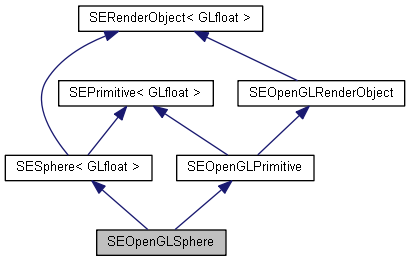 SERenderObject< GLfloat >
SEPrimitive< GLfloat >
SEOpenGLRenderObject
SESphere< GLfloat >
SEOpenGLPrimitive
SEOpenGLSphere